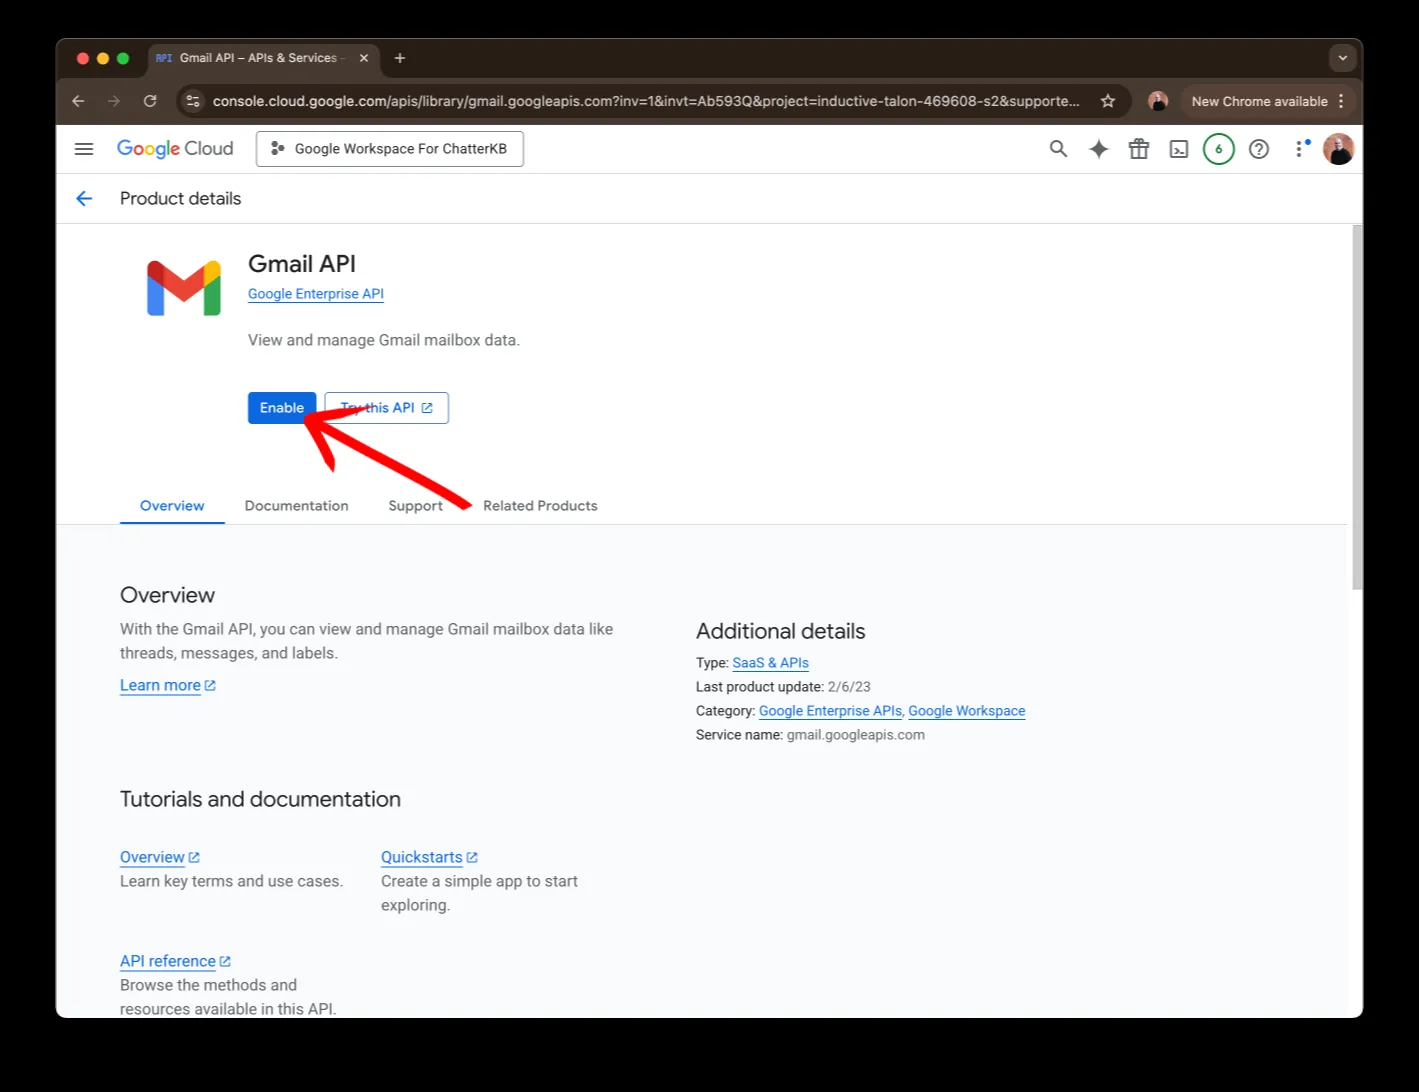 API Gmail API – APIs & Services –
console.cloud.google.com/apis/library/gmail.googleapis.com?inv=1&invt=Ab593Q&project=inductive-talon-469608-s2&supporte...
New Chrome available
Google Cloud
Google Workspace For ChatterKB
6
Product details
Gmail API
Google Enterprise API
View and manage Gmail mailbox data.
Enable
Try this API
Overview
Documentation
Support
Related Products
Overview
With the Gmail API, you can view and manage Gmail mailbox data like
threads, messages, and labels.
Learn more
Additional details
Type: SaaS & APIs
Last product update: 2/6/23
Category: Google Enterprise APIs, Google Workspace
Service name: gmail.googleapis.com
Tutorials and documentation
Overview
Learn key terms and use cases.
Quickstarts
Create a simple app to start
exploring.
API reference
Browse the methods and
resources available in this API.